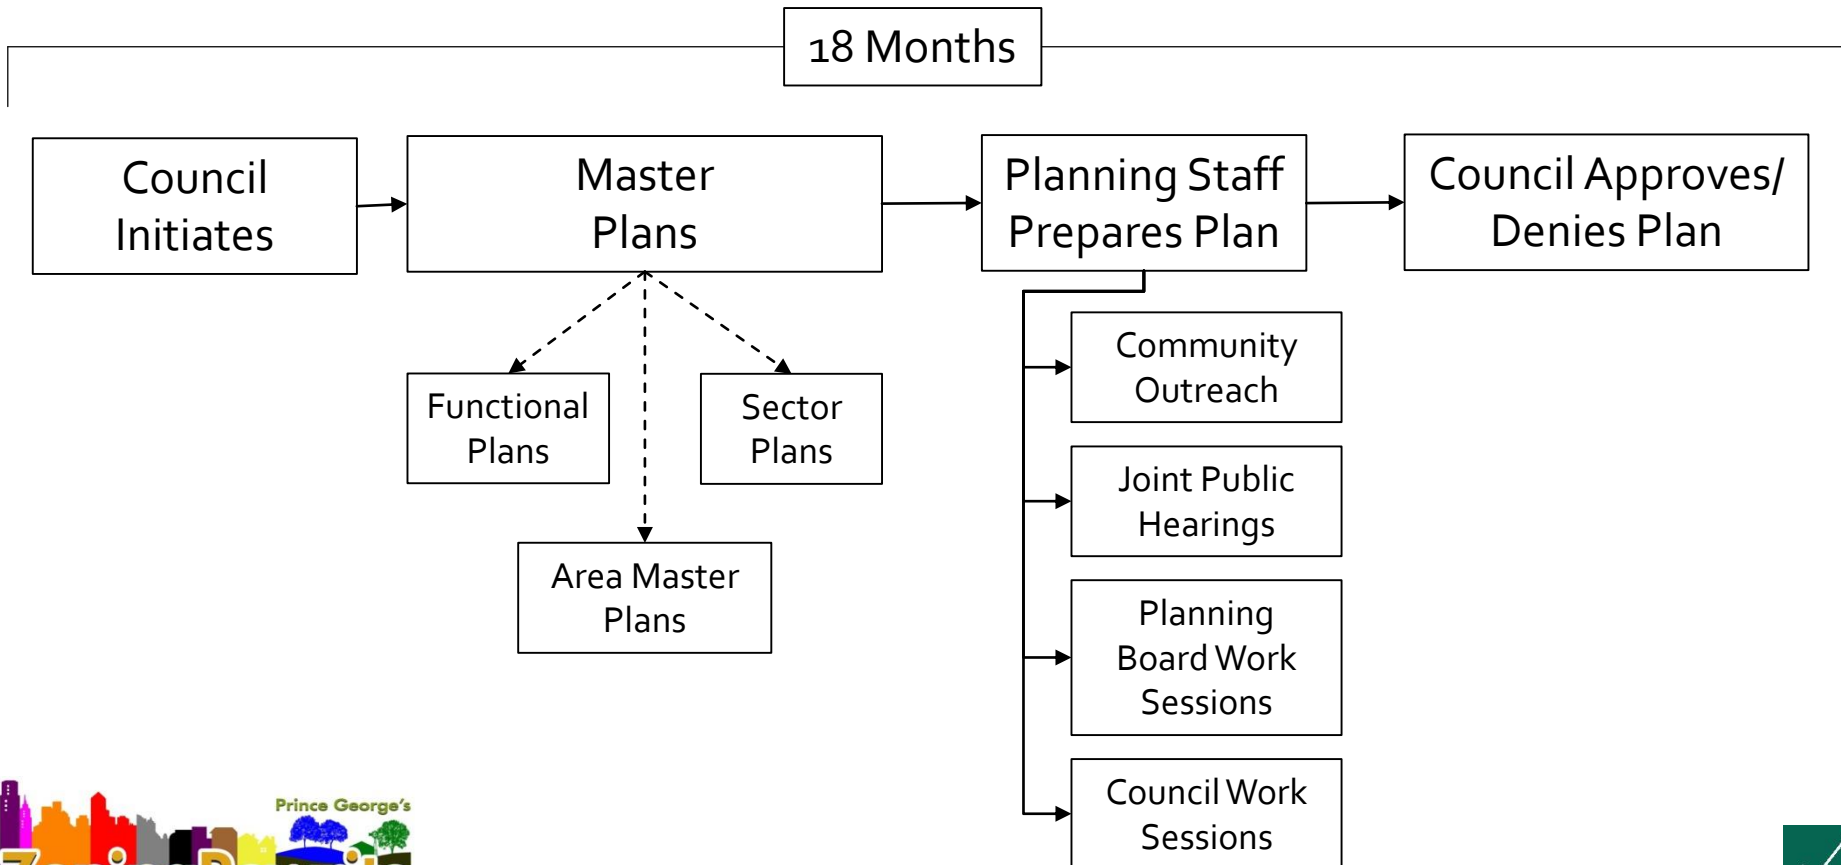 18 Months
Council
Initiates
Master
Plans
Planning Staff
Prepares Plan
Council Approves/
Denies Plan
Functional
Plans
Sector
Plans
Area Master
Plans
Community
Outreach
Joint Public
Hearings
Planning
Board Work
Sessions
Council Work
Sessions
Prince George's